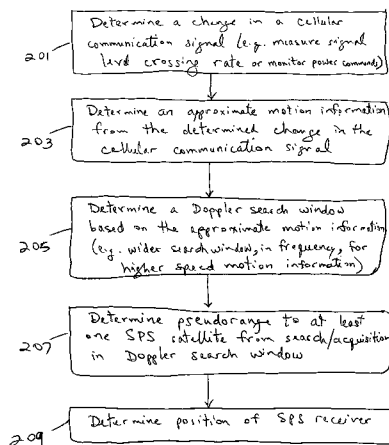 201
Determine a change in a cellular
communication signal (e.g. measure signal
level crossing rate or monitor power commands)
203
Determine an approximate motion information
from the determined change in the
cellular communication signal
205
Determine a Doppler search window
based on the approximate motion information
(e.g. wider search window, in frequency, for
higher speed motion information)
207
Determine pseudorange to at least
one SPS satellite from search/acquisition
in Doppler search window
209
Determine position of SPS receiver